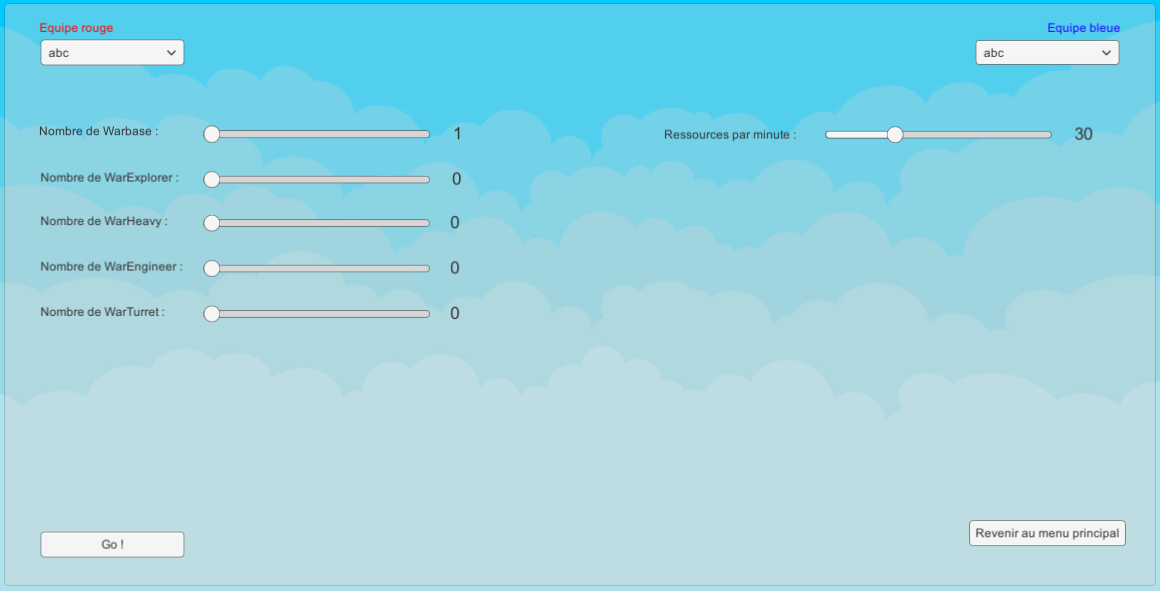 Equipe rouge
Equipe bleue
abc
abc
Nombre de Warbase :
1
Ressources par minute :
30
Nombre de WarExplorer :
0
Nombre de WarHeavy :
0
Nombre de WarEngineer :
0
Nombre de WarTurret :
0
Go !
Revenir au menu principal